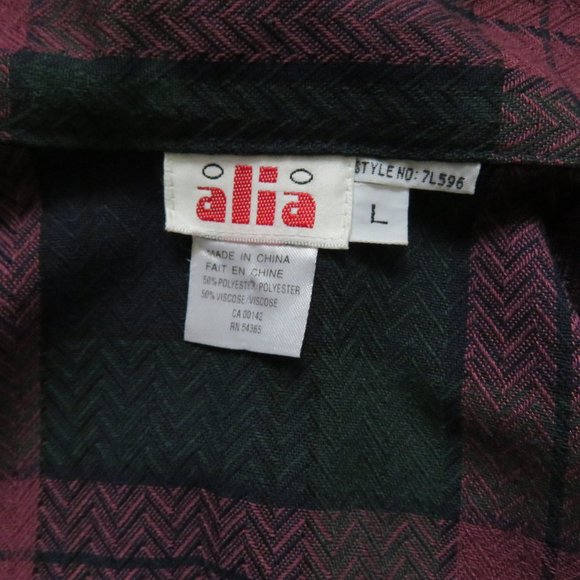 alia
STYLE NO: 7L596
L
MADE IN CHINA
FAIT EN CHINE
50% POLYESTER/POLYESTER
50% VISCOSE/VISCOSE
CA 00142
RN 54365